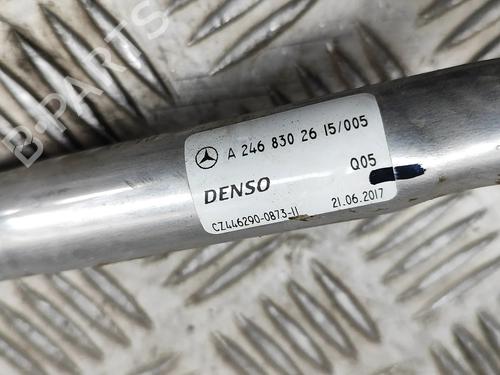 B-PARTS
A 246 830 26 15/005
DENSO
Q05
CZ446290-0873-11
21.06.2017